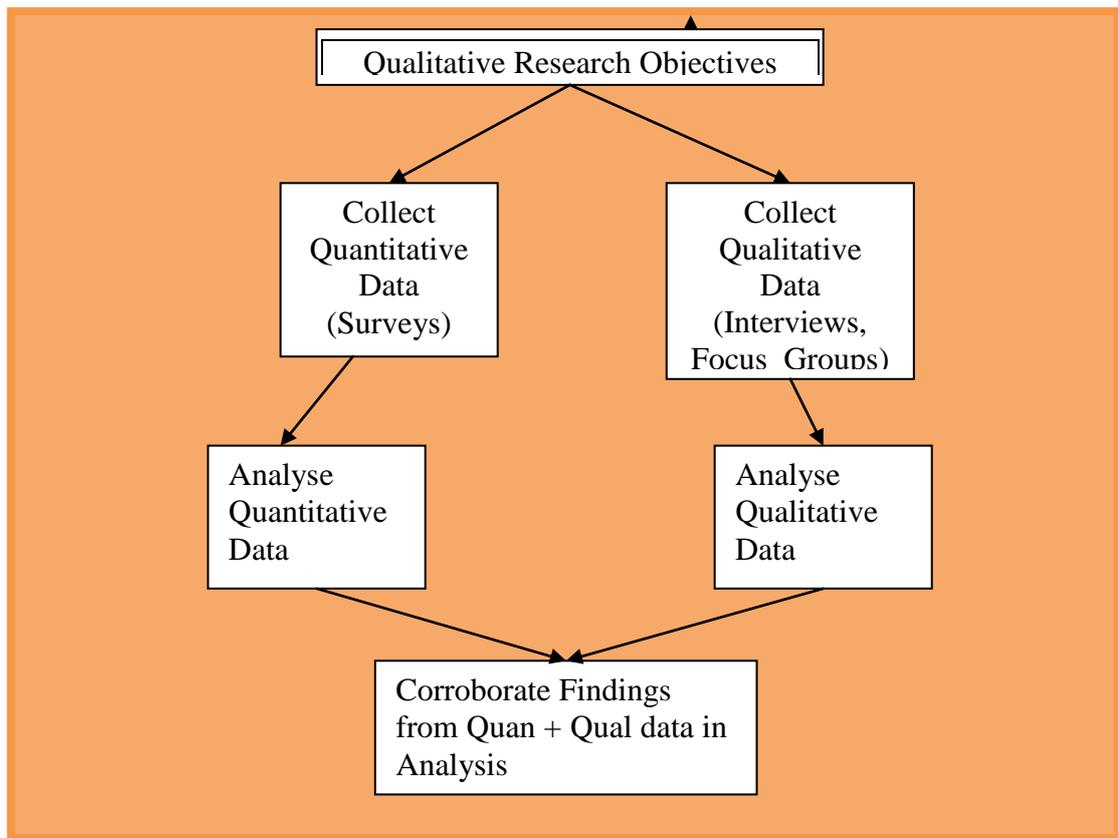 Qualitative Research Objectives
Collect
Quantitative
Data
(Surveys)
Collect
Qualitative
Data
(Interviews,
Focus Groups)
Analyse
Quantitative
Data
Analyse
Qualitative
Data
Corroborate Findings
from Quan + Qual data in
Analysis